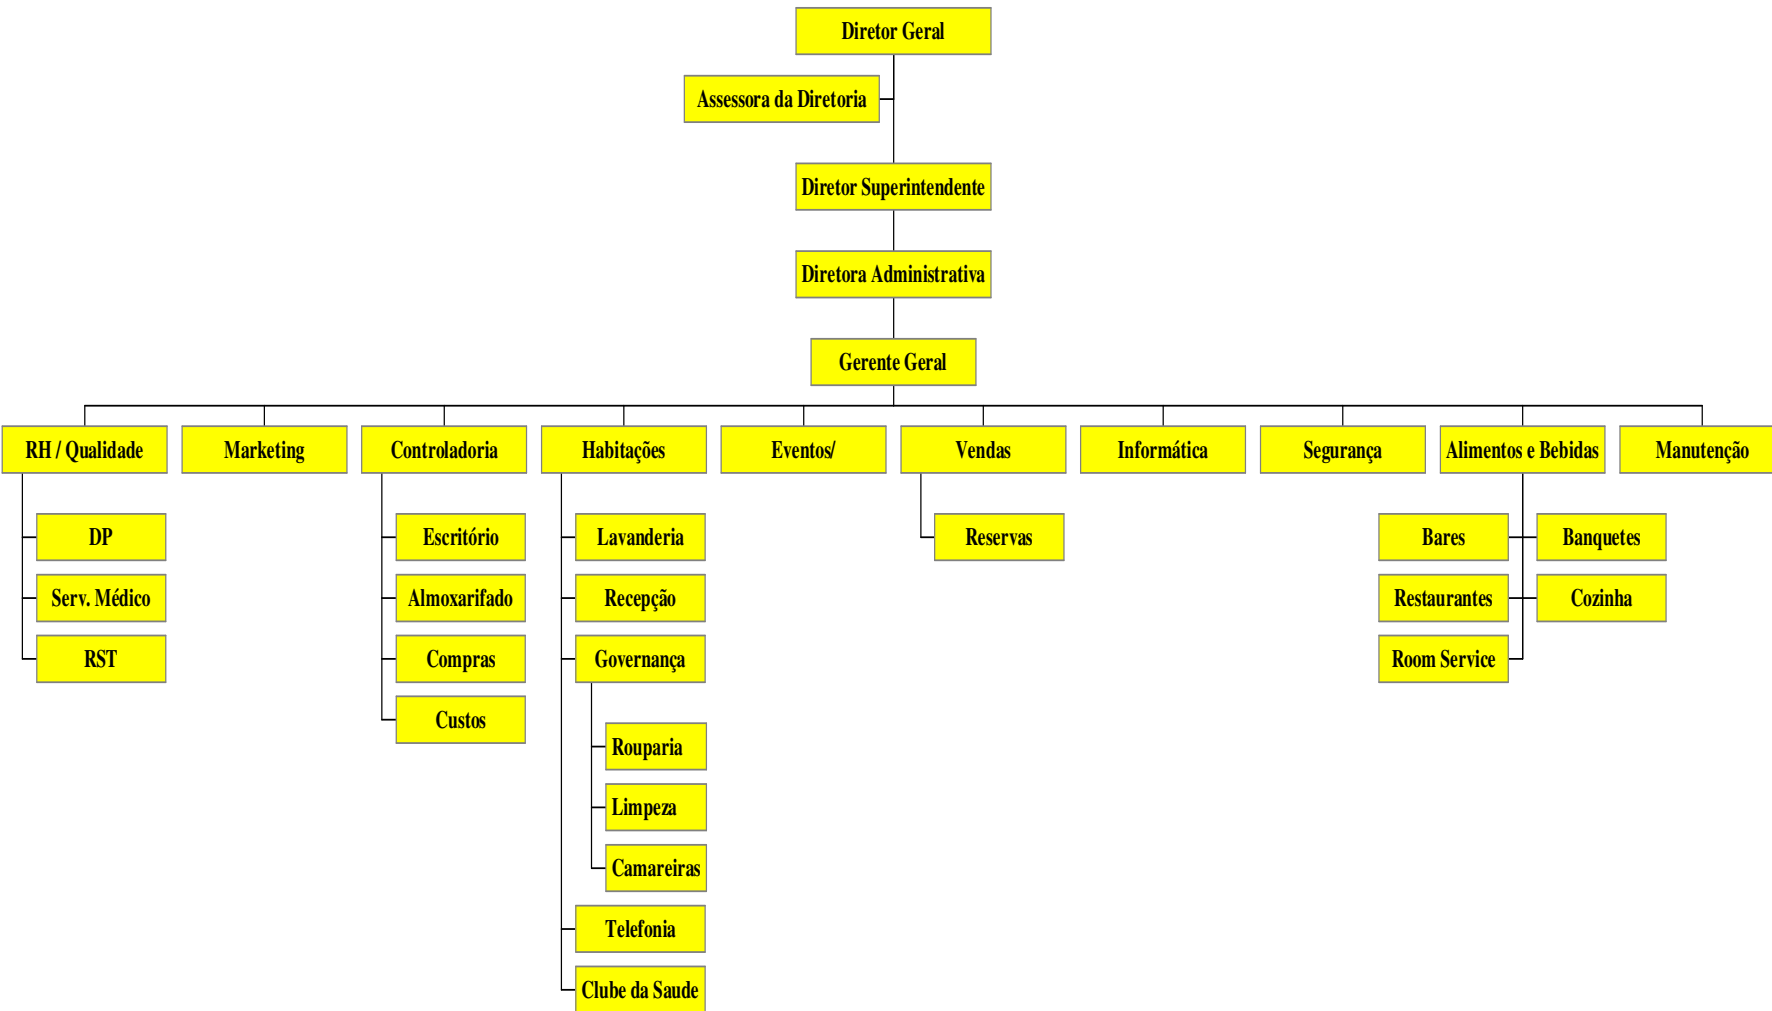 Diretor Geral
Assessora da Diretoria
Diretor Superintendente
Diretora Administrativa
Gerente Geral
RH / Qualidade
Marketing
Controladoria
Habitações
Eventos/
Vendas
Informática
Segurança
Alimentos e Bebidas
Manutenção
DP
Serv. Médico
RST
Escritório
Almoxarifado
Compras
Custos
Lavanderia
Recepção
Governança
Rouparia
Limpeza
Camareiras
Telefonia
Clube da Saude
Reservas
Bares
Banquetes
Restaurantes
Cozinha
Room Service